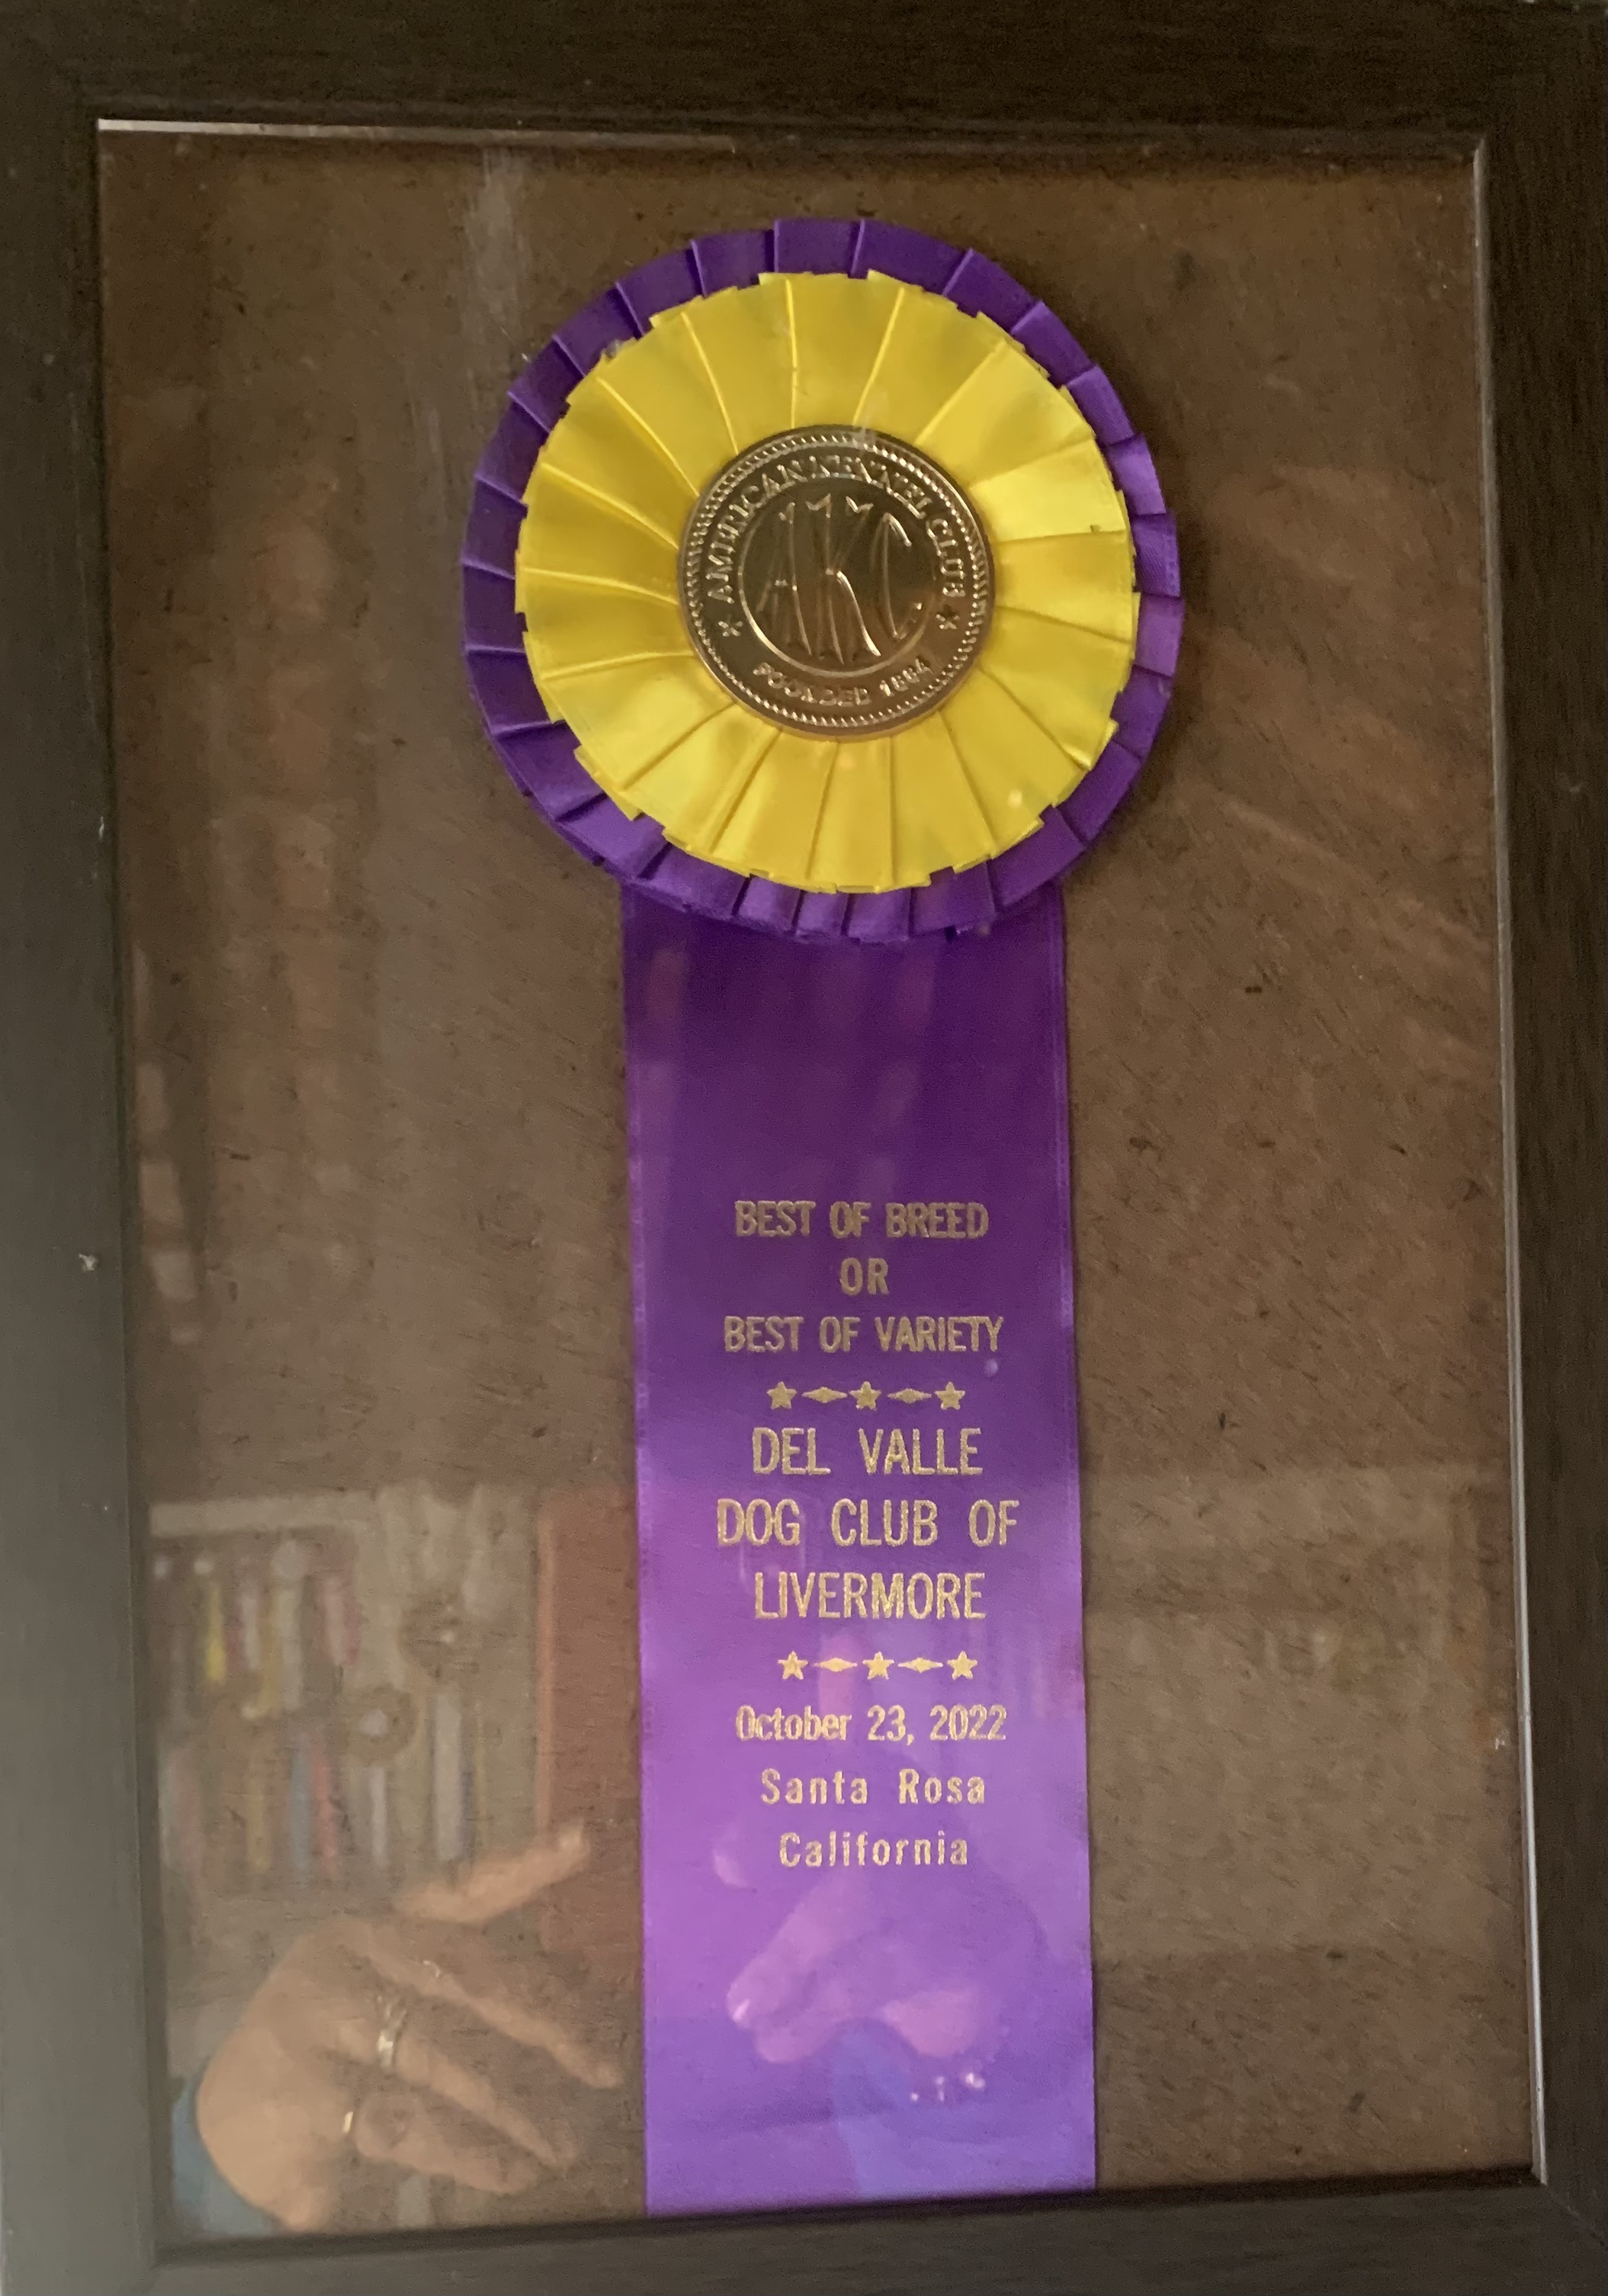 AMERICAN KENNEL CLUB
AKC
FOUNDED 1884
BEST OF BREED
OR
BEST OF VARIETY
DEL VALLE
DOG CLUB OF
LIVERMORE
October 23, 2022
Santa Rosa
California